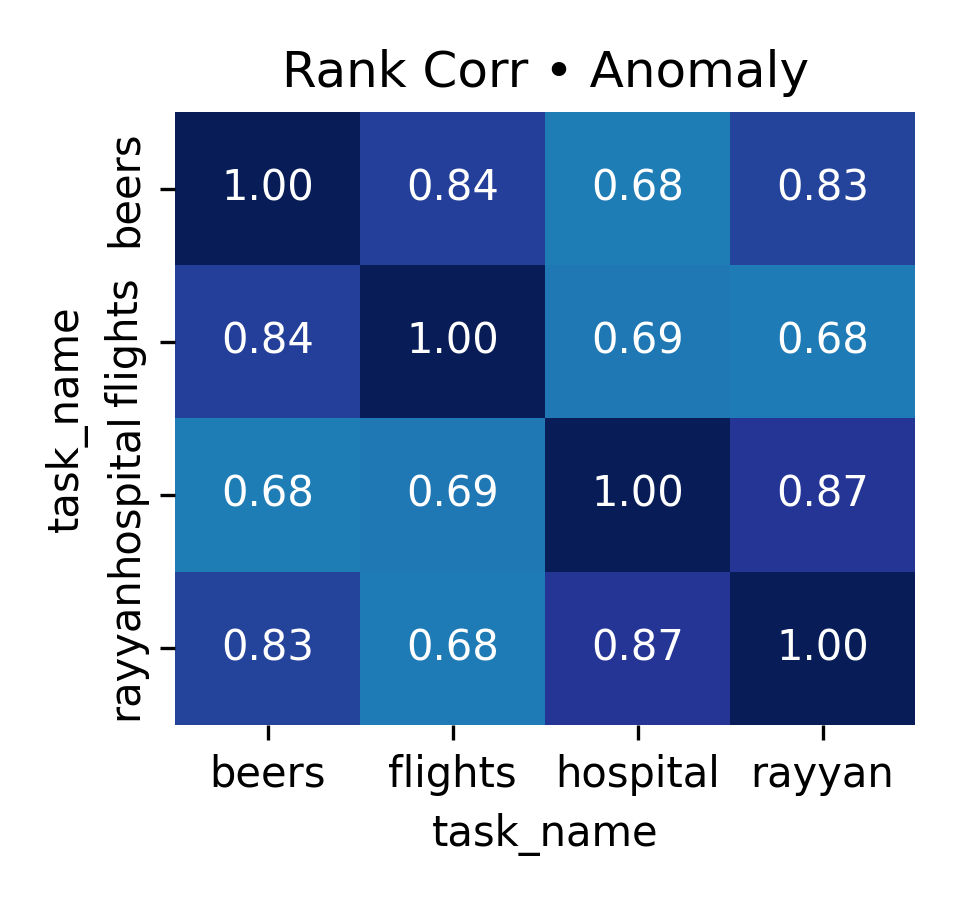 Rank Corr • Anomaly
task_name
beers
1.00 0.84 0.68 0.83
flights
0.84 1.00 0.69 0.68
hospital
0.68 0.69 1.00 0.87
rayyan
0.83 0.68 0.87 1.00
beers flights hospital rayyan
task_name